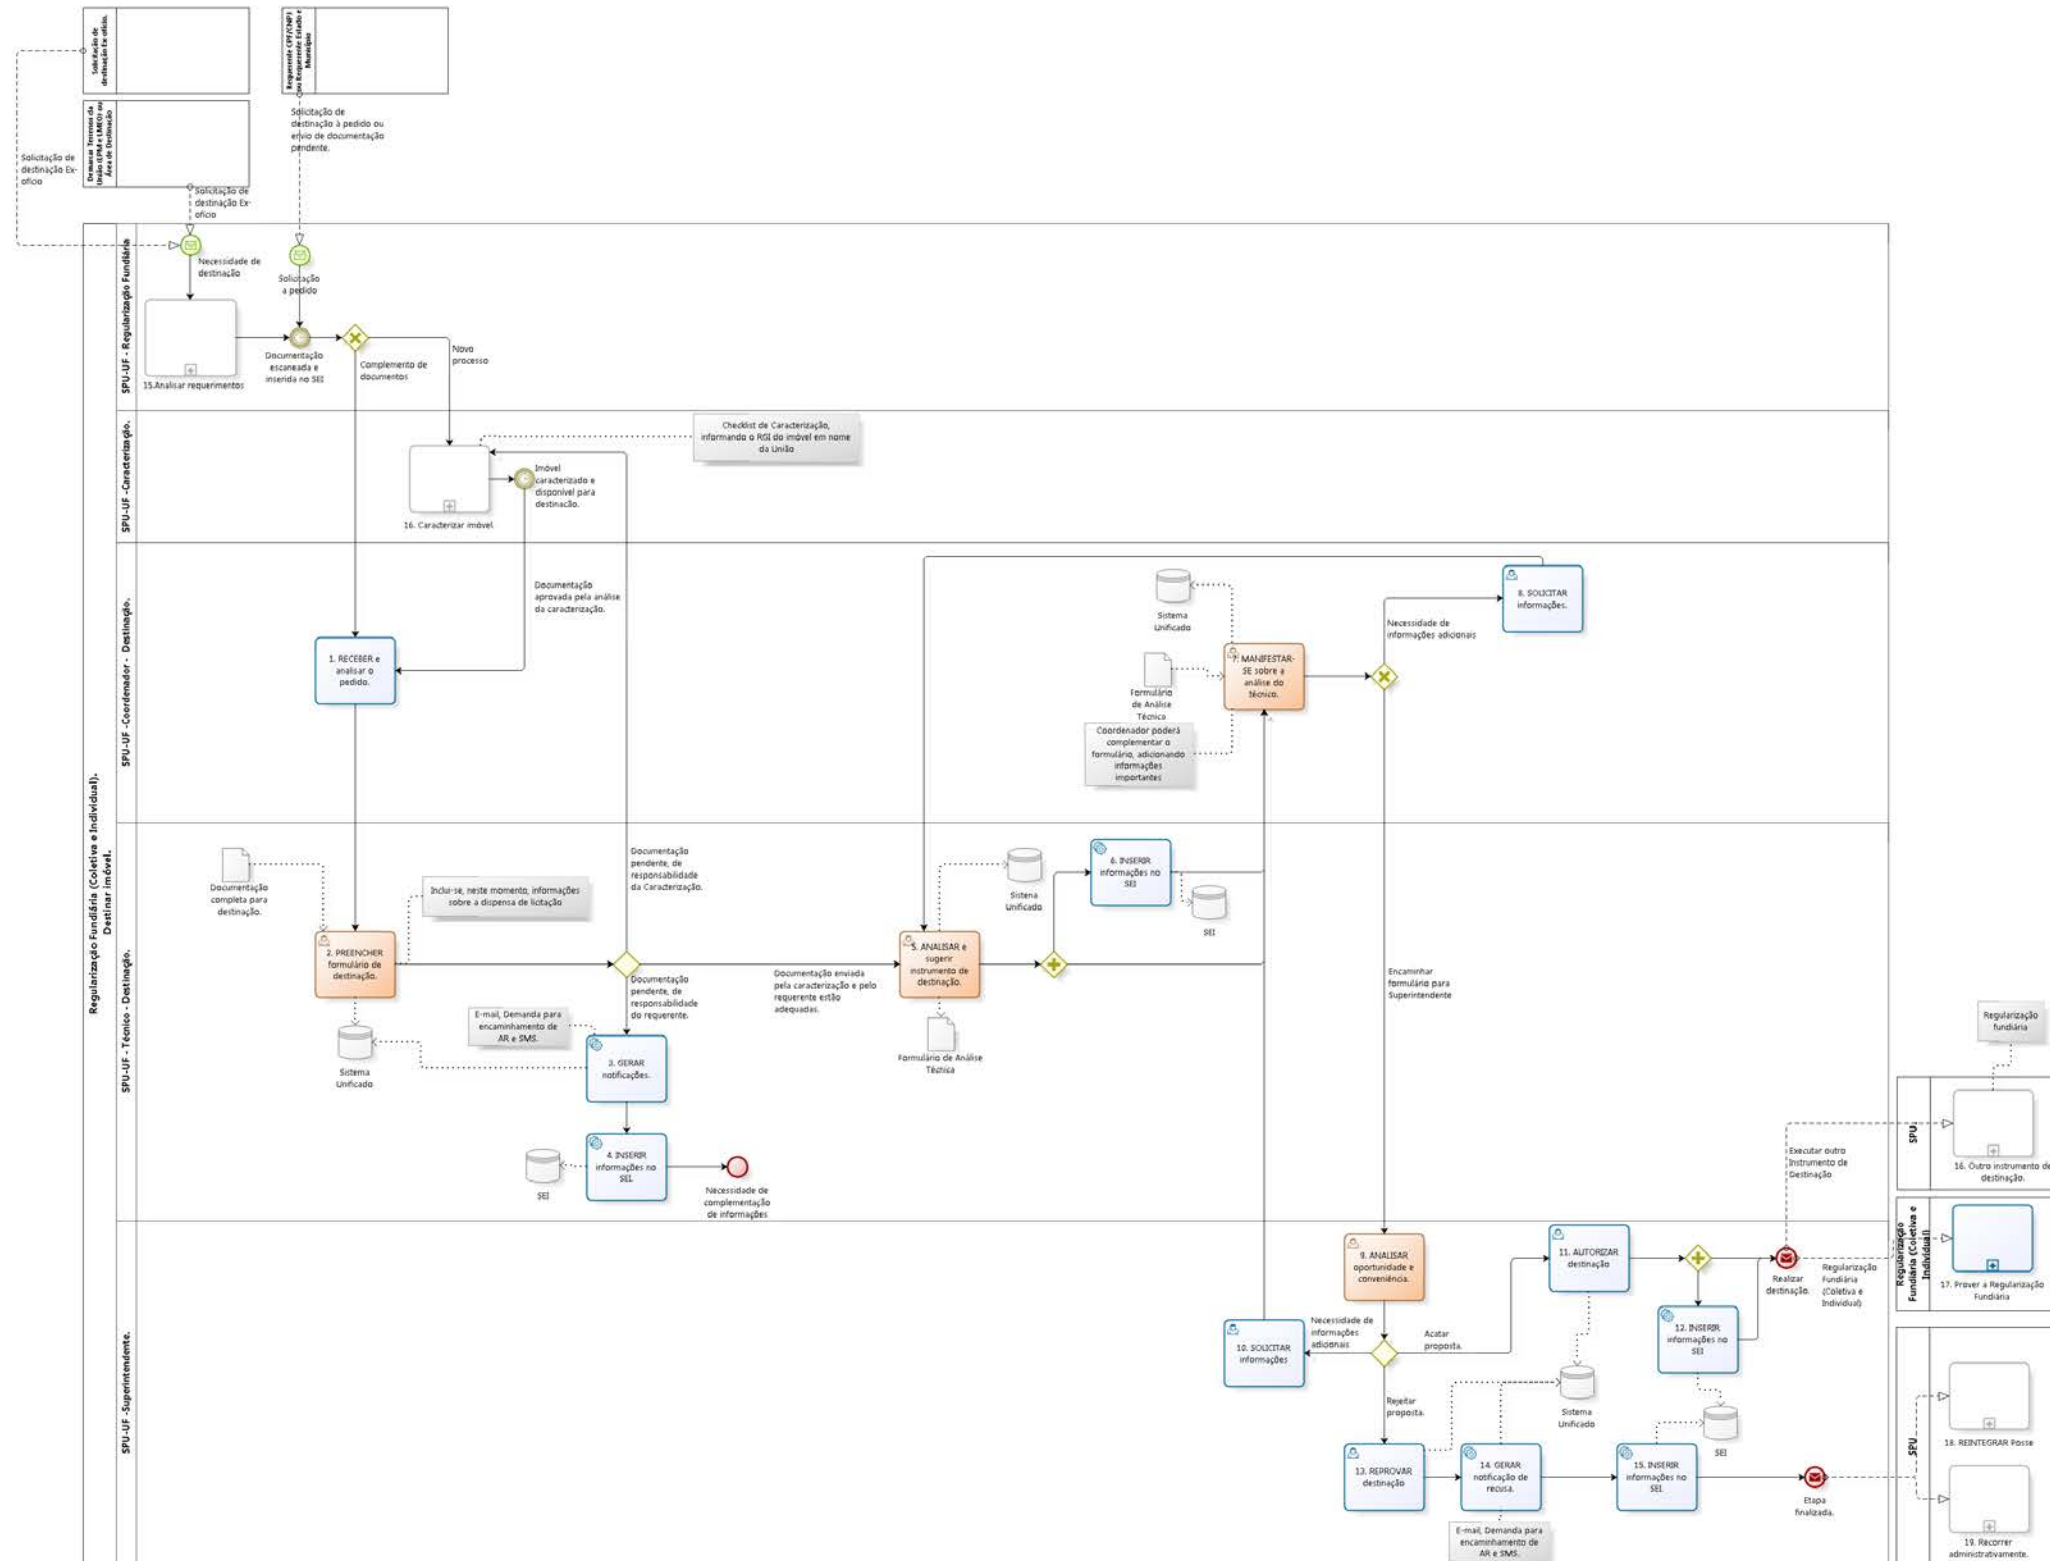 Solicitação de
destinação Ex-ofício.
Requerente CPF/CNPJ
ou Requerente Estado e
Município
Solicitação de
destinação à pedido ou
envio de documentação
pendente.
Demarcar Terrenos da
União (LPM e LMEO) ou
Área de Destinação
Solicitação de
destinação Ex-
ofício
Solicitação de
destinação Ex-
ofício
Regularização Fundiária (Coletiva e Individual).
Destinar imóvel.
SPU-UF - Regularização Fundiária
Necessidade de
destinação
Solicitação
a pedido
15.Analisar requerimentos
Documentação
escaneada e
inserida no SEI
Complemento de
documentos
Novo
processo
SPU-UF -Caracterização.
Checklist de Caracterização,
informando o RGI do imóvel em nome
da União
Imóvel
caracterizado e
disponível para
destinação.
16. Caracterizar imóvel
SPU-UF -Coordenador - Destinação.
Documentação
aprovada pela análise
da caracterização.
1. RECEBER e
analisar o
pedido.
Sistema
Unificado
Formulário
de Análise
Técnica
Coordenador poderá
complementar o
formulário, adicionando
informações
importantes
7. MANIFESTAR-
SE sobre a
análise do
técnico.
Necessidade de
informações adicionais
8. SOLICITAR
informações.
SPU-UF - Técnico - Destinação.
Documentação
completa para
destinação.
Inclui-se, neste momento, informações
sobre a dispensa de licitação
2. PREENCHER
formulário de
destinação.
Sistema
Unificado
Documentação
pendente, de
responsabilidade
da Caracterização.
Documentação
pendente, de
responsabilidade
do requerente.
E-mail, Demanda para
encaminhamento de
AR e SMS.
3. GERAR
notificações.
4. INSERIR
informações no
SEI.
SEI
Necessidade de
complementação
de informações
Documentação enviada
pela caracterização e pelo
requerente estão
adequadas.
5. ANALISAR e
sugerir
instrumento de
destinação.
Sistena
Unificado
Formulário de Análise
Técnica
6. INSERIR
informações no
SEI
SEI
Encaminhar
formulário para
Superintendente
SPU-UF -Superintendente.
9. ANALISAR
oportunidade e
conveniência.
10. SOLICITAR
informações
Necessidade de
informações
adicionais
Acatar
proposta.
Rejeitar
proposta.
11. AUTORIZAR
destinação
12. INSERIR
informações no
SEI
Sistema
Unificado
SEI
13. REPROVAR
destinação
14. GERAR
notificação de
recusa.
E-mail, Demanda para
encaminhamento de
AR e SMS.
15. INSERIR
informações no
SEI.
Etapa
finalizada.
Realizar
destinação.
Executar outro
Instrumento de
Destinação
Regularização
Fundiária
(Coletiva e
Individual)
Regularização
fundiária
SPU.
16. Outro instrumento de
destinação.
Regularização
Fundiária (Coletiva e
Individual)
17. Prover a Regularização
Fundiária
SPU
18. REINTEGRAR Posse
19. Recorrer
administrativamente.